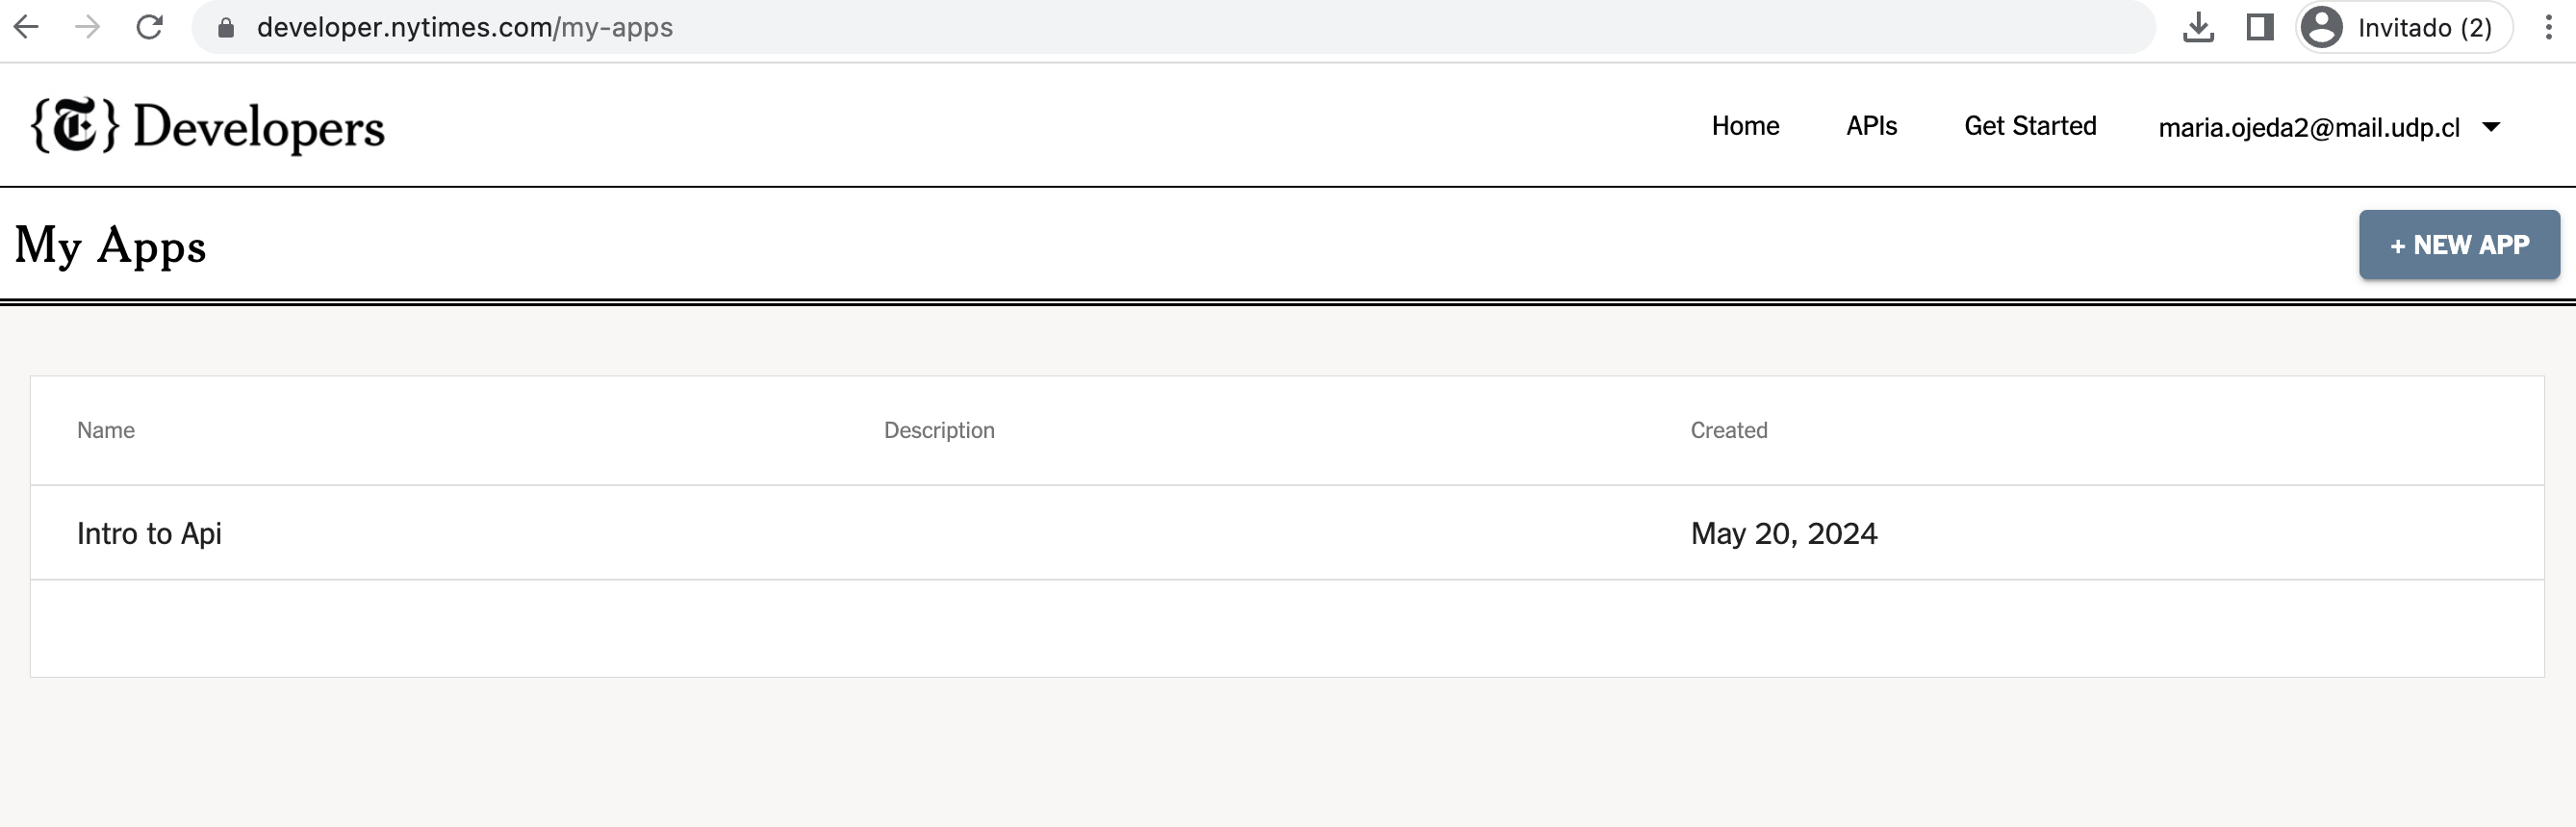 developer.nytimes.com/my-apps Invitado (2)
{T} Developers Home APIs Get Started maria.ojeda2@mail.udp.cl
My Apps + NEW APP
Name Description Created
Intro to Api May 20, 2024